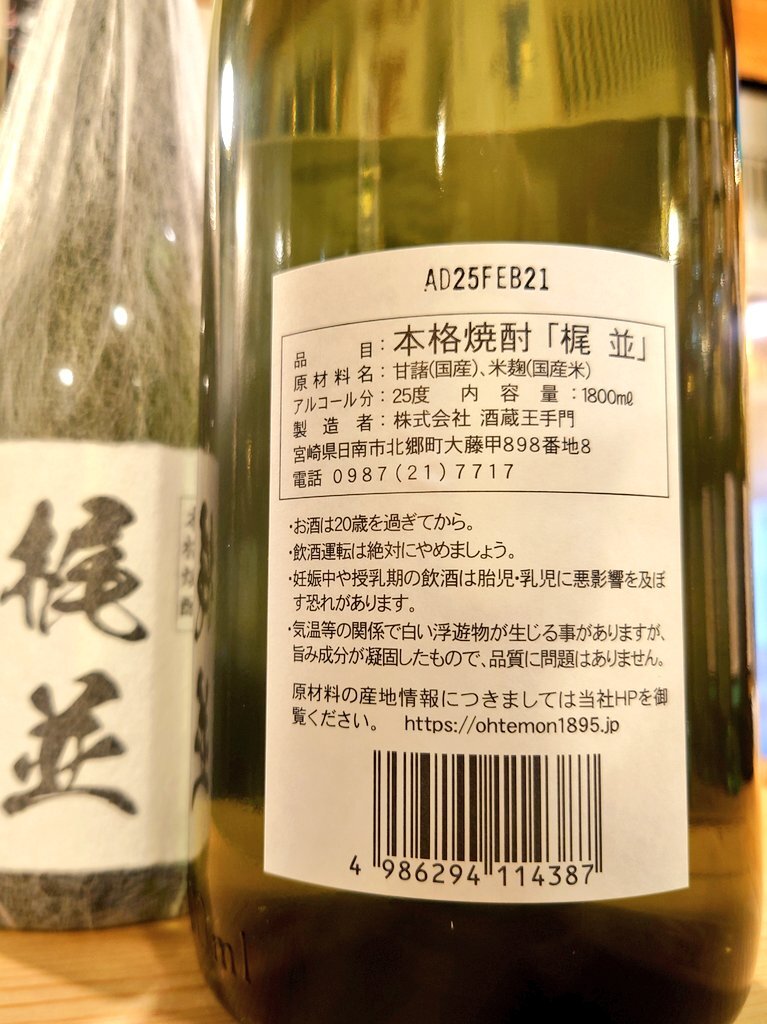 AD25FEB21
品目：本格焼酎「梶 並」
原材料名：甘藷(国産)、米麹(国産米)
アルコール分：25度 内容量：1800mℓ
製造者：株式会社 酒蔵王手門
宮崎県日南市北郷町大藤甲898番地8
電話 0987(21)7717
・お酒は20歳を過ぎてから。
・飲酒運転は絶対にやめましょう。
・妊娠中や授乳期の飲酒は胎児・乳児に悪影響を及ぼ
す恐れがあります。
・気温等の関係で白い浮遊物が生じる事がありますが、
旨み成分が凝固したもので、品質に問題はありません。
原材料の産地情報につきましては当社HPを御
覧ください。 https://ohtemon1895.jp
4 986294 114387
梶並